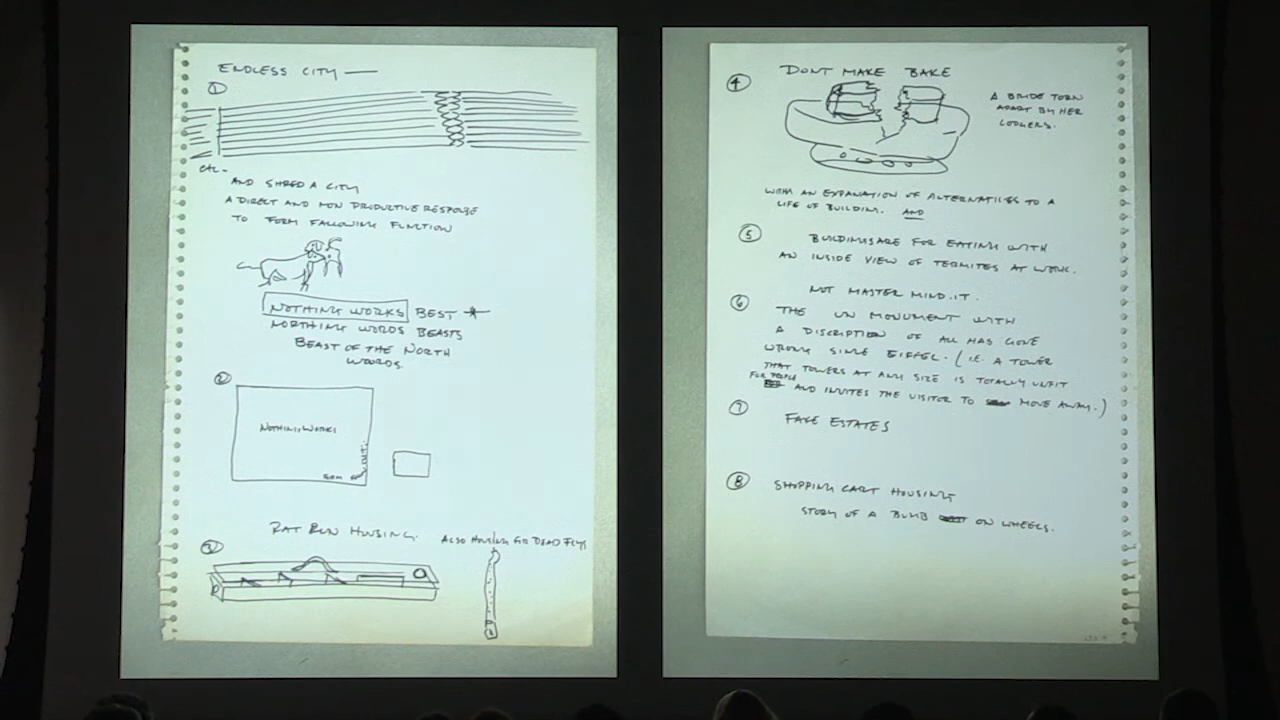 ENDLESS CITY —
1
AND SHRED A CITY
A DIRECT AND NON PRODUCTIVE RESPONSE
TO FORM FALLOWING FUNCTION
NOTHING WORKS BEST *
NORTHING WORDS BEASTS
BEAST OF THE NORTH
WORDS.
2
NOTHING WORKS
RAT RUN HOUSING.
ALSO HOUSING FOR DEAD FLYS
3
4
DONT MAKE BAKE
A BRIDE TORN
APART BY HER
LODGERS.
WITH AN EXPANATION OF ALTERNATIVES TO A
LIFE OF BUILDING. AND
5
BUILDINGS ARE FOR EATING WITH
AN INSIDE VIEW OF TERMITES AT WORK.
NOT MASTER MIND.IT.
6
THE UN MONUMENT WITH
A DISCRIPTION OF ALL HAS GONE
WRONG SINCE EIFFEL. (I.E. A TOWER
THAT TOWERS AT ANY SIZE IS TOTALLY UNFIT
FOR PEOPLE AND INVITES THE VISITOR TO MOVE AWAY.)
7
FAKE ESTATES
8
SHOPPING CART HOUSING
STORY OF A BUMB ON WHEELS.